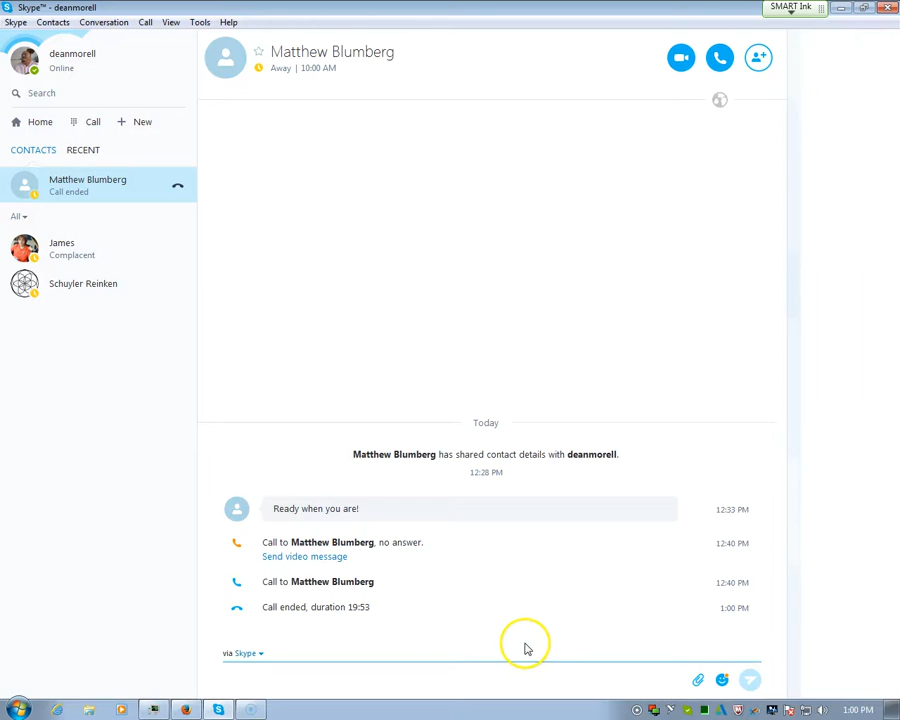 Skype™ - deanmorell
SMART Ink
Skype Contacts Conversation Call View Tools Help
deanmorell
Online
Search
Home Call New
CONTACTS RECENT
Matthew Blumberg
Call ended
All
James
Complacent
Schuyler Reinken
Matthew Blumberg
Away | 10:00 AM
Today
Matthew Blumberg has shared contact details with deanmorell.
12:28 PM
Ready when you are! 12:33 PM
Call to Matthew Blumberg, no answer. 12:40 PM
Send video message
Call to Matthew Blumberg 12:40 PM
Call ended, duration 19:53 1:00 PM
via Skype
1:00 PM